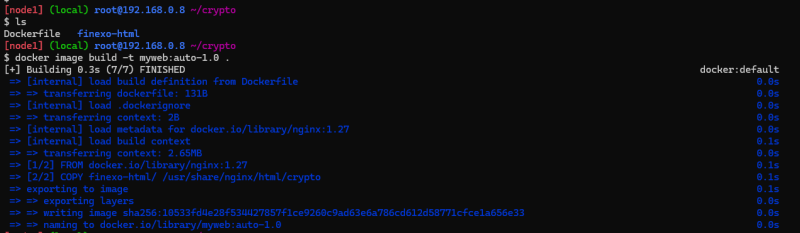 $
[node1] (local) root@192.168.0.8 ~/crypto
$ ls
Dockerfile finexo-html
[node1] (local) root@192.168.0.8 ~/crypto
$ docker image build -t myweb:auto-1.0 .
[+] Building 0.3s (7/7) FINISHED docker:default
=> [internal] load build definition from Dockerfile 0.0s
=> => transferring dockerfile: 131B 0.0s
=> [internal] load .dockerignore 0.0s
=> => transferring context: 2B 0.0s
=> [internal] load metadata for docker.io/library/nginx:1.27 0.0s
=> [internal] load build context 0.1s
=> => transferring context: 2.65MB 0.0s
=> [1/2] FROM docker.io/library/nginx:1.27 0.1s
=> [2/2] COPY finexo-html/ /usr/share/nginx/html/crypto 0.1s
=> exporting to image 0.1s
=> => exporting layers 0.0s
=> => writing image 0.0s
=> => naming to docker.io/library/myweb:auto-1.0 0.0s